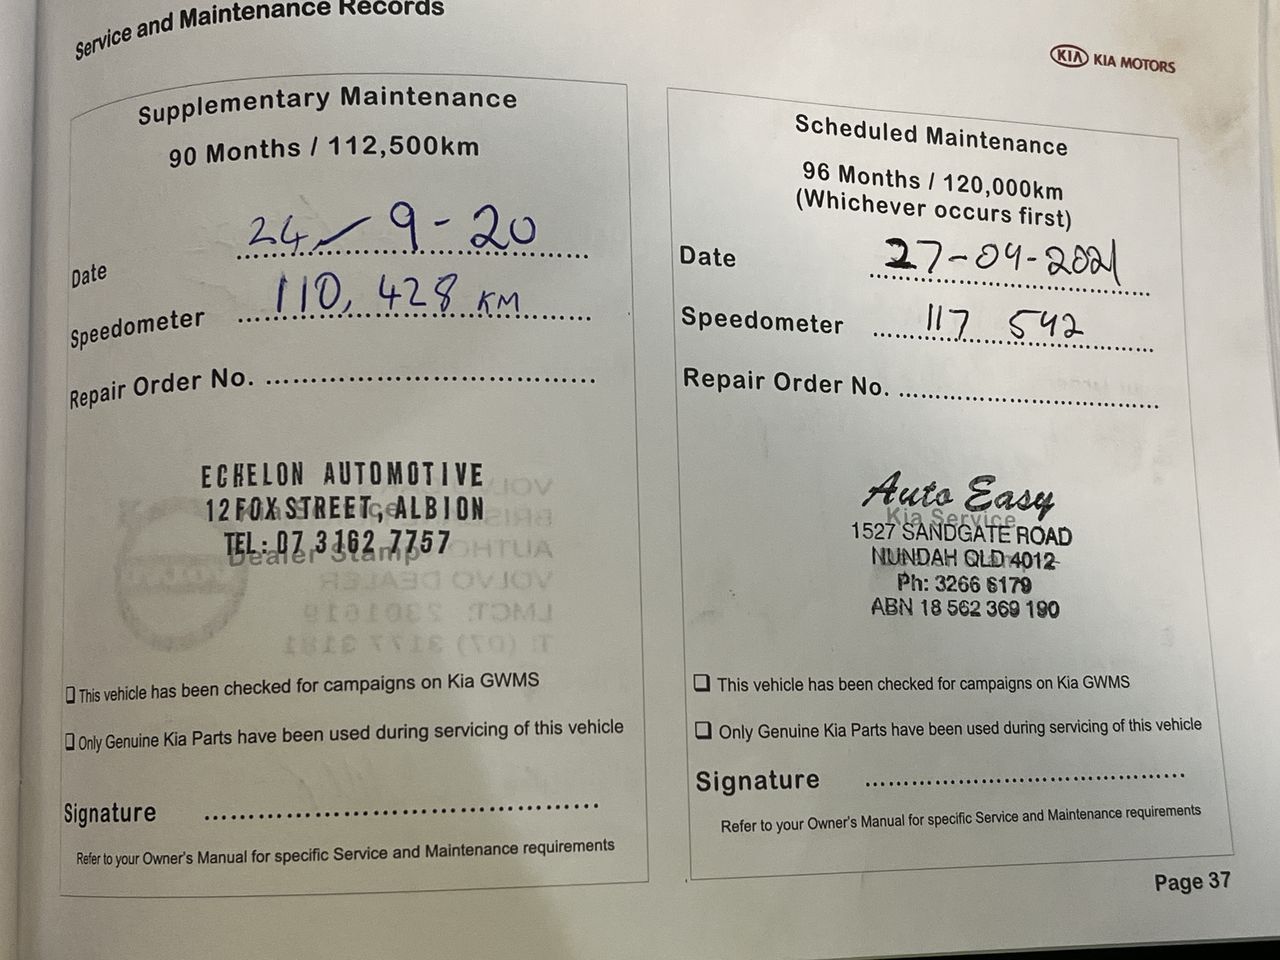 Service and Maintenance Records
KIA KIA MOTORS
Supplementary Maintenance
90 Months / 112,500km
Date 24 - 9 - 20
Speedometer 110, 428 KM
Repair Order No.
ECHELON AUTOMOTIVE
12 FOX STREET, ALBION
TEL: 07 3162 7757
Dealer Stamp
❑ This vehicle has been checked for campaigns on Kia GWMS
❑ Only Genuine Kia Parts have been used during servicing of this vehicle
Signature
Refer to your Owner's Manual for specific Service and Maintenance requirements
Scheduled Maintenance
96 Months / 120,000km
(Whichever occurs first)
Date 27-04-2021
Speedometer 117 542
Repair Order No.
Auto Easy
Kia Service
1527 SANDGATE ROAD
NUNDAH QLD 4012
Ph: 3266 6179
ABN 18 562 369 190
❑ This vehicle has been checked for campaigns on Kia GWMS
❑ Only Genuine Kia Parts have been used during servicing of this vehicle
Signature
Refer to your Owner's Manual for specific Service and Maintenance requirements
Page 37